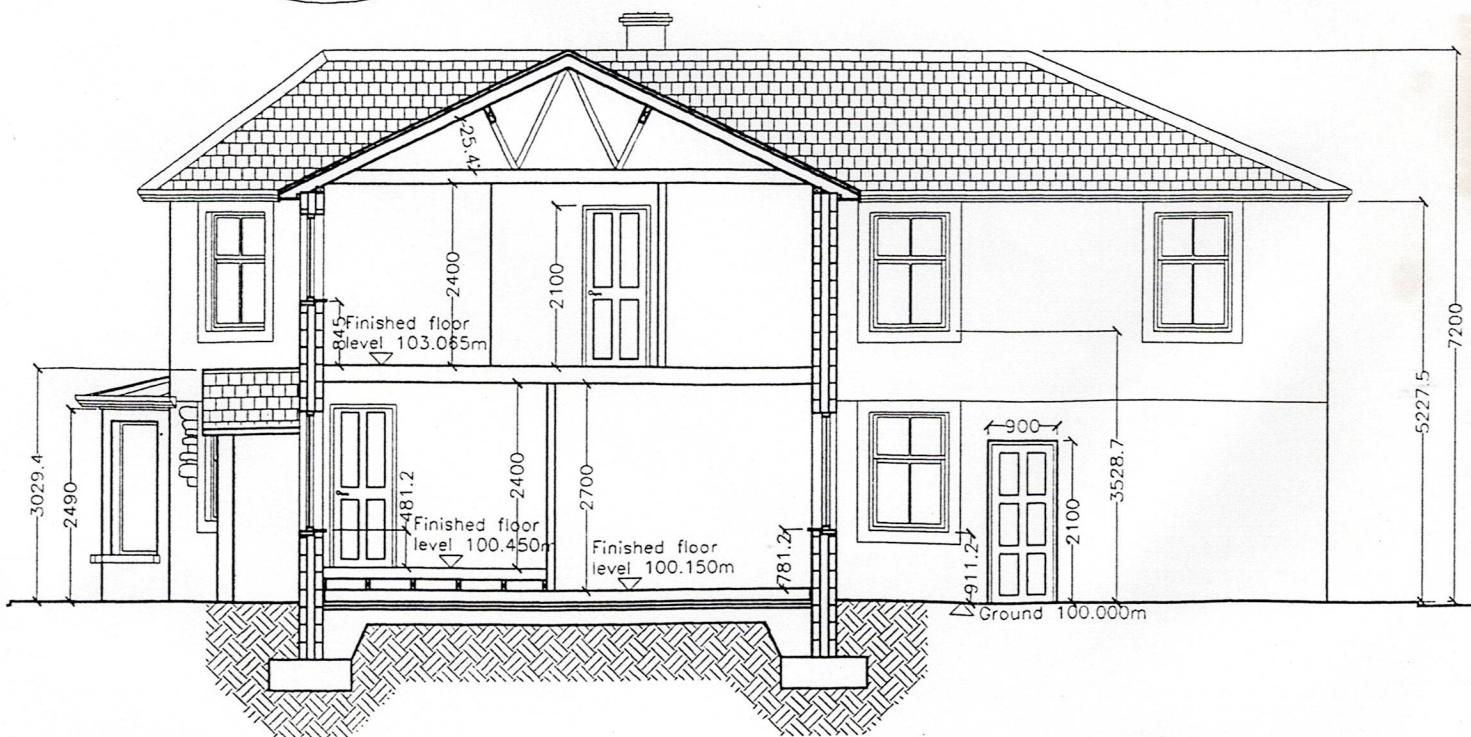 25.4
7200
2400
2100
845
Finished floor
level 103.065m
5227.5
3029.4
2490
900
3528.7
2100
481.2
2400
2700
Finished floor
level 100.450m
Finished floor
level 100.150m
781.2
911.2
Ground 100.000m